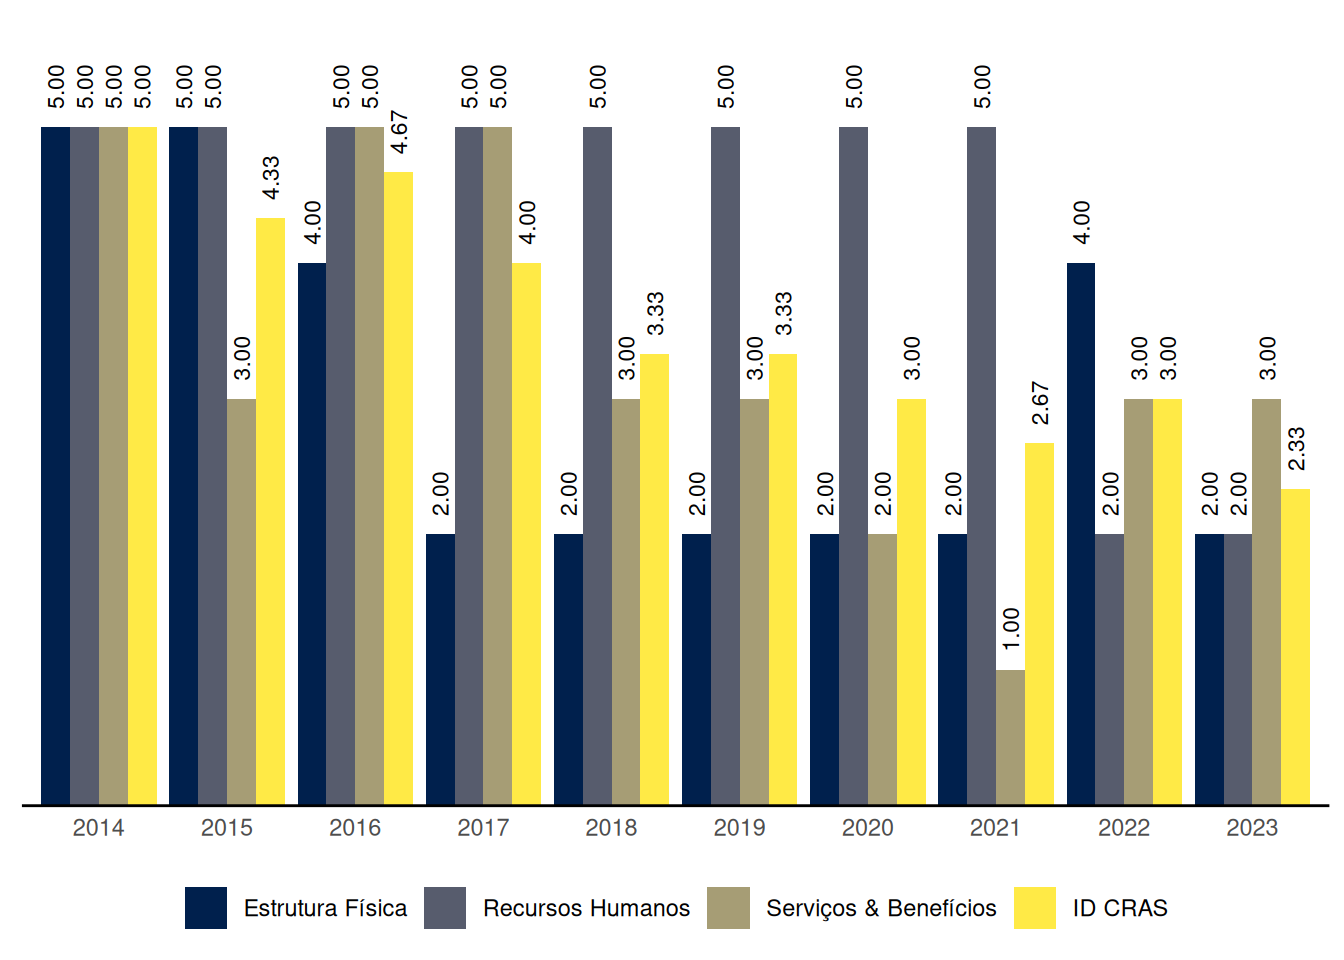 5.00 5.00 5.00 5.00 5.00 5.00 3.00 4.33 4.00 5.00 5.00 4.67 2.00 5.00 5.00 4.00 2.00 5.00 3.00 3.33 2.00 5.00 3.00 3.33 2.00 5.00 2.00 3.00 2.00 5.00 1.00 2.67 4.00 2.00 3.00 3.00 2.00 2.00 3.00 2.33
2014 2015 2016 2017 2018 2019 2020 2021 2022 2023
Estrutura Física Recursos Humanos Serviços & Benefícios ID CRAS